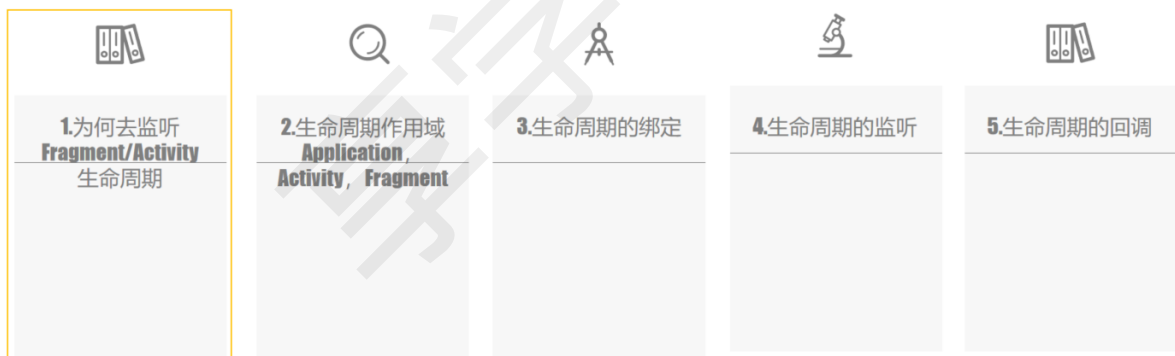 1.为何去监听
Fragment/Activity
生命周期
2.生命周期作用域
Application,
Activity, Fragment
3.生命周期的绑定
4.生命周期的监听
5.生命周期的回调
享学